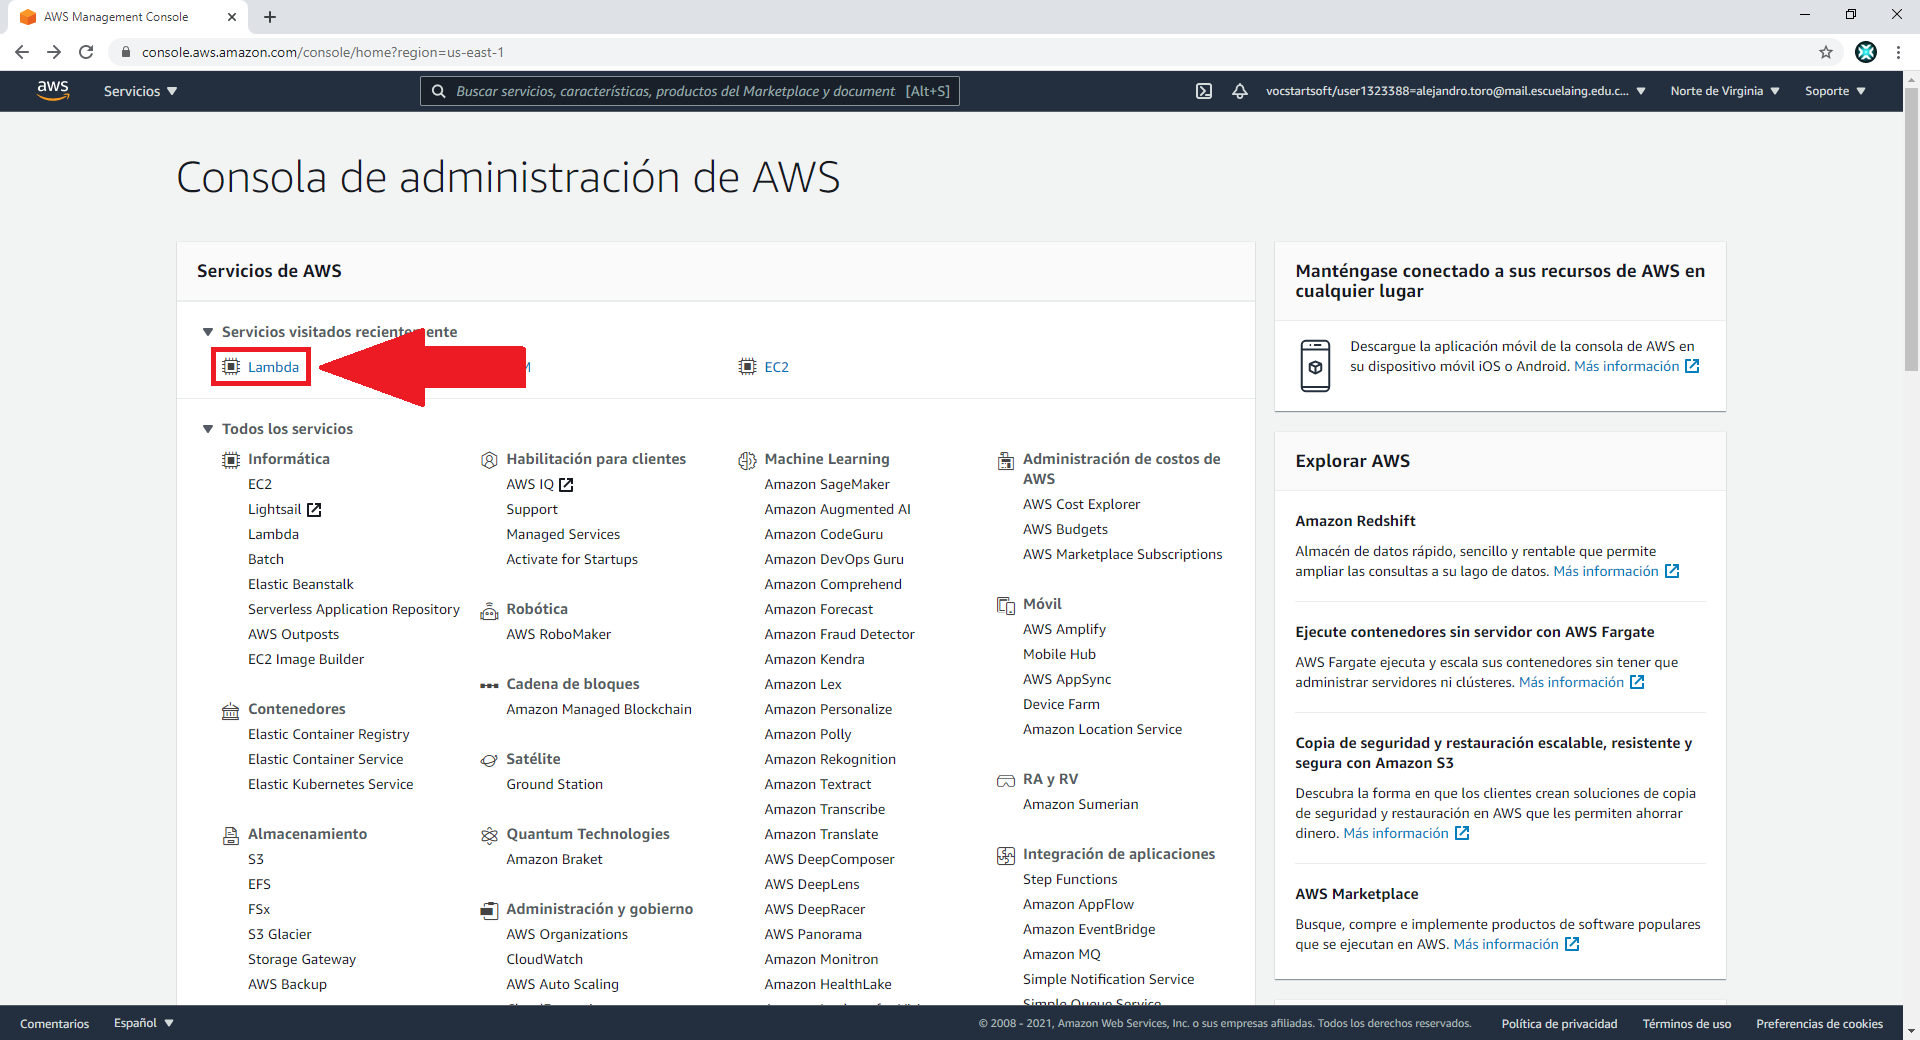 AWS Management Console
console.aws.amazon.com/console/home?region=us-east-1
aws
Servicios
Buscar servicios, características, productos del Marketplace y document [Alt+S]
vocstartsoft/user1323388=alejandro.toro@mail.escuelaing.edu.c...
Norte de Virginia
Soporte
Consola de administración de AWS
Servicios de AWS
Servicios visitados recientemente
Lambda
EC2
Todos los servicios
Informática
EC2
Lightsail
Lambda
Batch
Elastic Beanstalk
Serverless Application Repository
AWS Outposts
EC2 Image Builder
Contenedores
Elastic Container Registry
Elastic Container Service
Elastic Kubernetes Service
Almacenamiento
S3
EFS
FSx
S3 Glacier
Storage Gateway
AWS Backup
Habilitación para clientes
AWS IQ
Support
Managed Services
Activate for Startups
Robótica
AWS RoboMaker
Cadena de bloques
Amazon Managed Blockchain
Satélite
Ground Station
Quantum Technologies
Amazon Braket
Administración y gobierno
AWS Organizations
CloudWatch
AWS Auto Scaling
Machine Learning
Amazon SageMaker
Amazon Augmented AI
Amazon CodeGuru
Amazon DevOps Guru
Amazon Comprehend
Amazon Forecast
Amazon Fraud Detector
Amazon Kendra
Amazon Lex
Amazon Personalize
Amazon Polly
Amazon Rekognition
Amazon Textract
Amazon Transcribe
Amazon Translate
AWS DeepComposer
AWS DeepLens
AWS DeepRacer
AWS Panorama
Amazon Monitron
Amazon HealthLake
Administración de costos de
AWS
AWS Cost Explorer
AWS Budgets
AWS Marketplace Subscriptions
Móvil
AWS Amplify
Mobile Hub
AWS AppSync
Device Farm
Amazon Location Service
RA y RV
Amazon Sumerian
Integración de aplicaciones
Step Functions
Amazon AppFlow
Amazon EventBridge
Amazon MQ
Simple Notification Service
Simple Queue Service
Manténgase conectado a sus recursos de AWS en
cualquier lugar
Descargue la aplicación móvil de la consola de AWS en
su dispositivo móvil iOS o Android. Más información
Explorar AWS
Amazon Redshift
Almacén de datos rápido, sencillo y rentable que permite
ampliar las consultas a su lago de datos. Más información
Ejecute contenedores sin servidor con AWS Fargate
AWS Fargate ejecuta y escala sus contenedores sin tener que
administrar servidores ni clústeres. Más información
Copia de seguridad y restauración escalable, resistente y
segura con Amazon S3
Descubra la forma en que los clientes crean soluciones de copia
de seguridad y restauración en AWS que les permiten ahorrar
dinero. Más información
AWS Marketplace
Busque, compre e implemente productos de software populares
que se ejecutan en AWS. Más información
Comentarios
Español
© 2008 - 2021, Amazon Web Services, Inc. o sus empresas afiliadas. Todos los derechos reservados.
Política de privacidad
Términos de uso
Preferencias de cookies